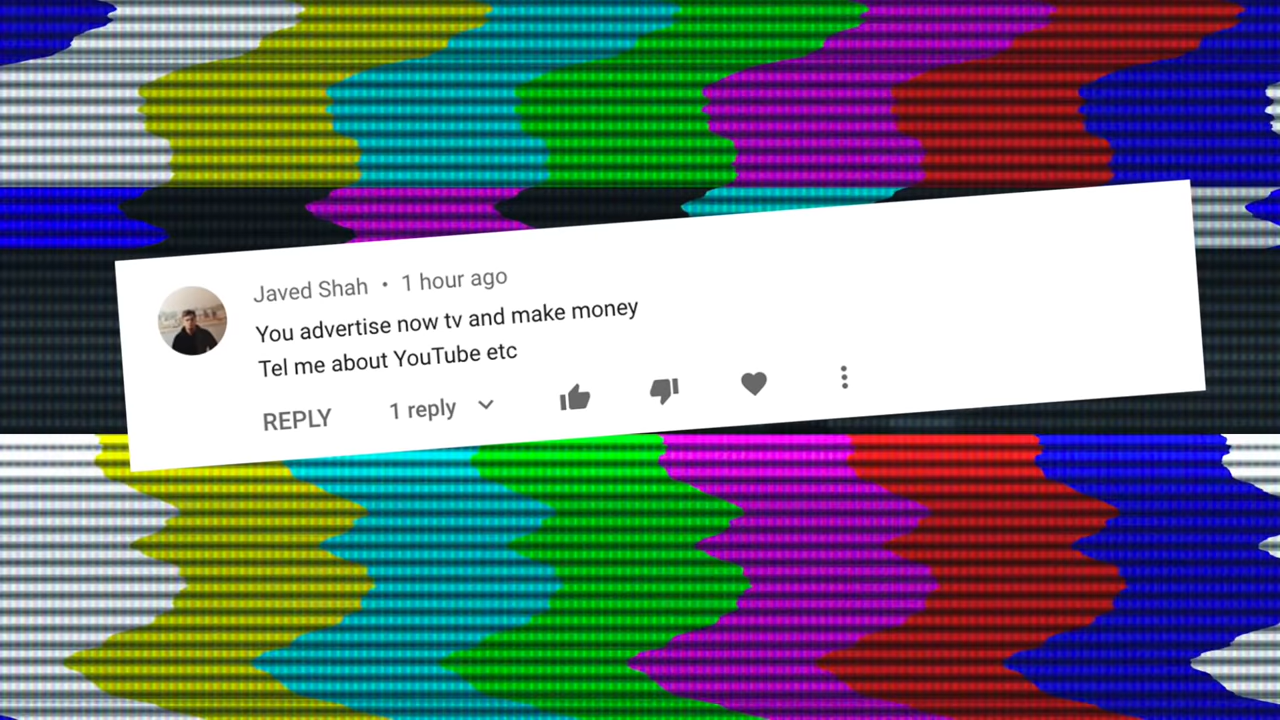 Javed Shah • 1 hour ago
You advertise now tv and make money
Tel me about YouTube etc
REPLY 1 reply